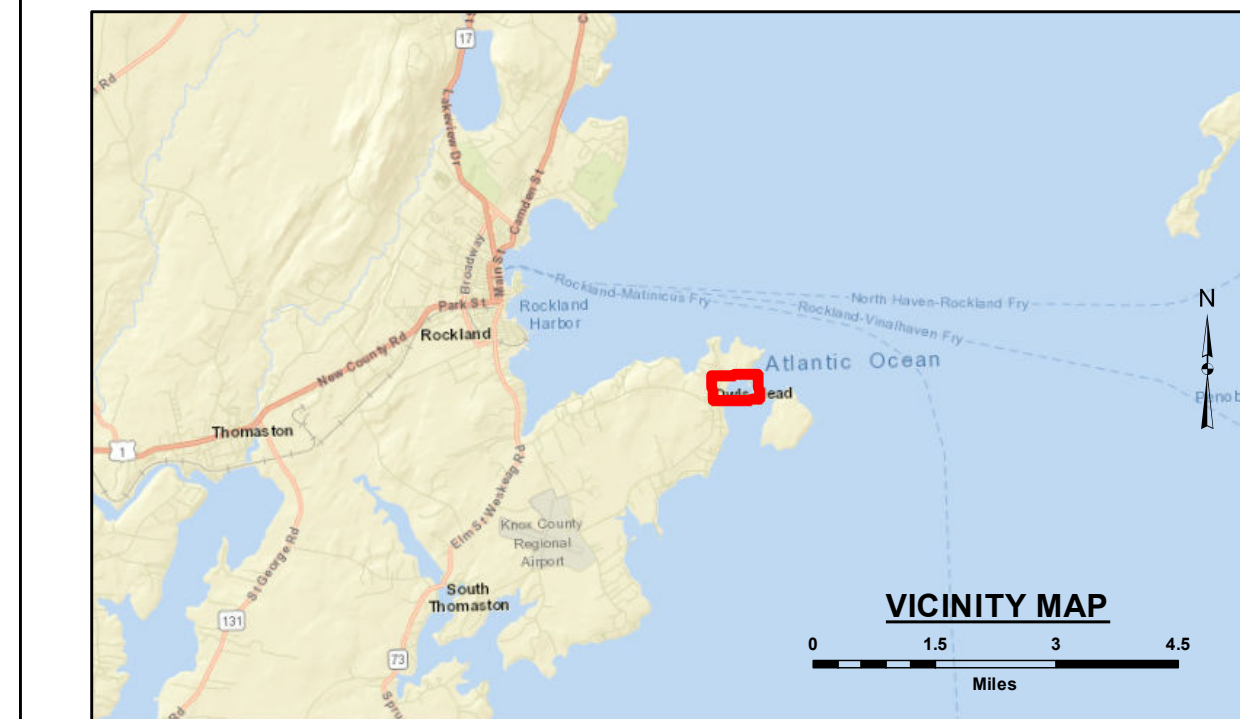 17
Rd
Lakeview Dr
Camden St
Broadway
Main St
Rockland-Matinicus Fry
North Haven-Rockland Fry
N
Park St
Rockland
Harbor
Rockland-Vinalhaven Fry
Rockland
New County Rd
Atlantic Ocean
Thomaston
1
Elm St
Weskeag Rd
Knox County
Regional
Airport
St George Rd
South
Thomaston
131
73
Rd
VICINITY MAP
0 1.5 3 4.5
Miles